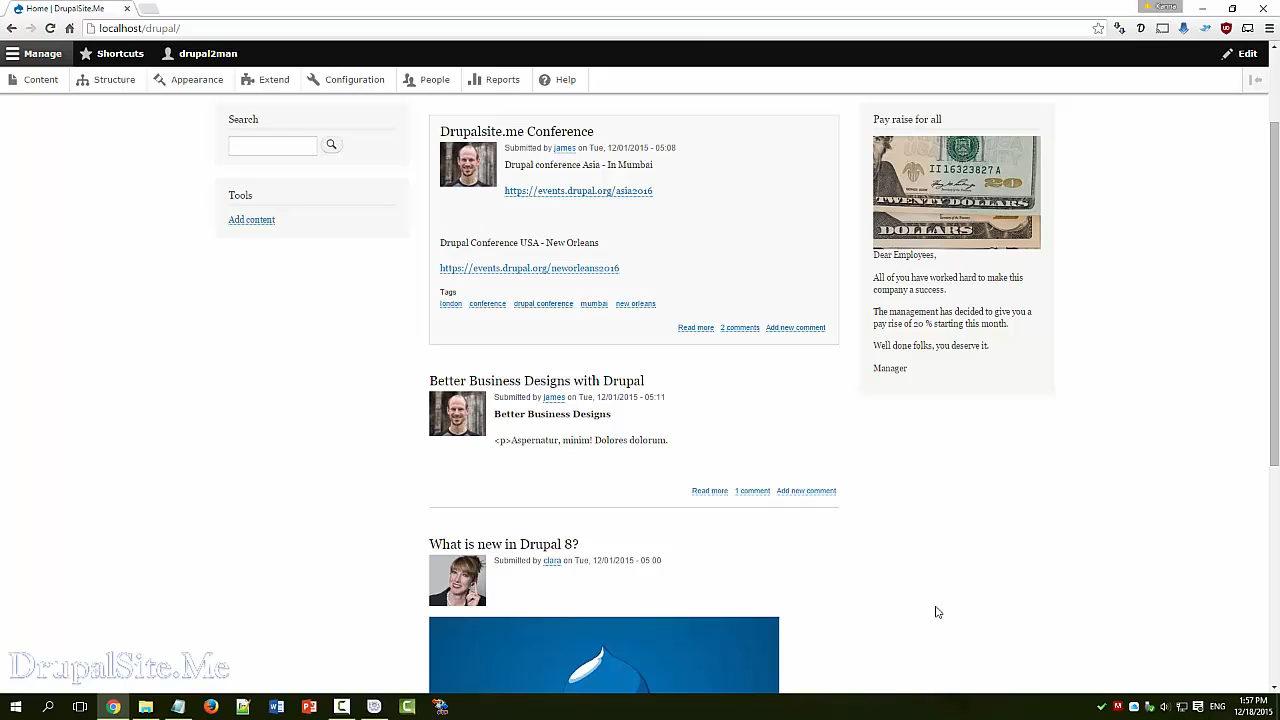 Home | DrupalSite.Me
Karma
localhost/drupal/
Manage
Shortcuts
drupal2man
Edit
Content
Structure
Appearance
Extend
Configuration
People
Reports
Help
Search
Tools
Add content
Drupalsite.me Conference
Submitted by james on Tue, 12/01/2015 - 05:08
Drupal conference Asia - In Mumbai
https://events.drupal.org/asia2016
Drupal Conference USA - New Orleans
https://events.drupal.org/neworleans2016
Tags
london conference drupal conference mumbai new orleans
Read more 2 comments Add new comment
Better Business Designs with Drupal
Submitted by james on Tue, 12/01/2015 - 05:11
Better Business Designs
<p>Aspernatur, minim! Dolores dolorum.
Read more 1 comment Add new comment
What is new in Drupal 8?
Submitted by clara on Tue, 12/01/2015 - 05:00
Pay raise for all
II16323827A
20
TWENTY DOLLARS
DOLLARS
Dear Employees,
All of you have worked hard to make this
company a success.
The management has decided to give you a
pay rise of 20 % starting this month.
Well done folks, you deserve it.
Manager
DrupalSite.Me
ENG
1:57 PM
12/18/2015